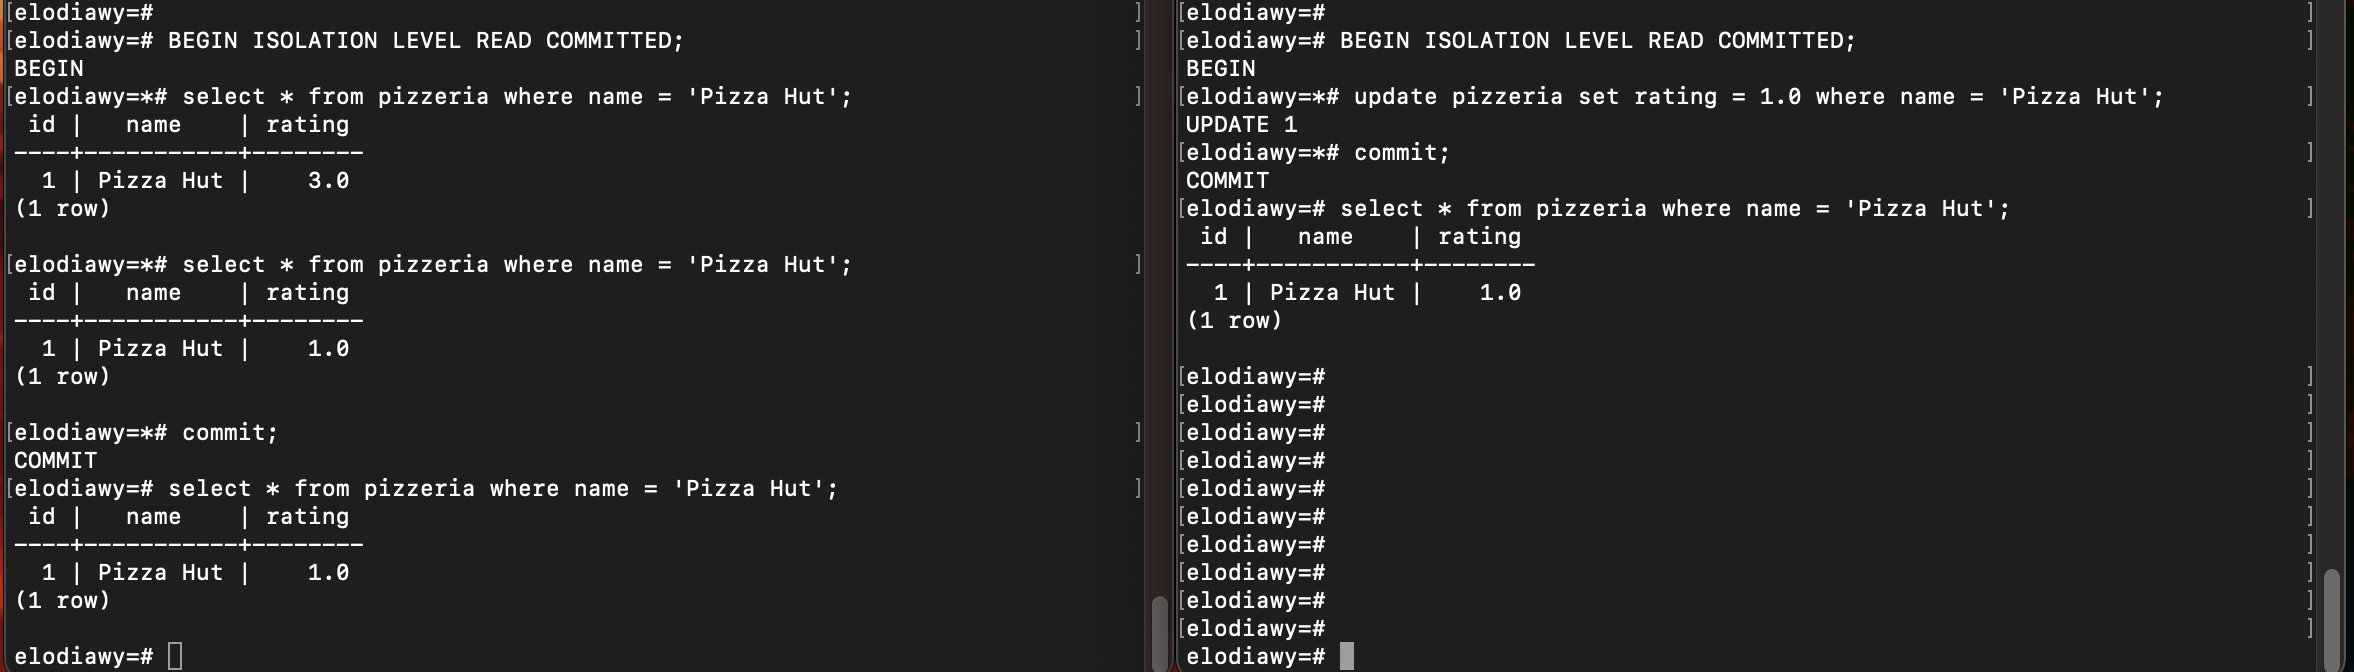 [elodiawy=# ]
[elodiawy=# BEGIN ISOLATION LEVEL READ COMMITTED; ]
BEGIN
[elodiawy=*# select * from pizzeria where name = 'Pizza Hut'; ]
 id |   name    | rating
----+-----------+--------
  1 | Pizza Hut |    3.0
(1 row)
[elodiawy=*# select * from pizzeria where name = 'Pizza Hut'; ]
 id |   name    | rating
----+-----------+--------
  1 | Pizza Hut |    1.0
(1 row)
[elodiawy=*# commit; ]
COMMIT
[elodiawy=# select * from pizzeria where name = 'Pizza Hut'; ]
 id |   name    | rating
----+-----------+--------
  1 | Pizza Hut |    1.0
(1 row)
elodiawy=#
[elodiawy=# ]
[elodiawy=# BEGIN ISOLATION LEVEL READ COMMITTED; ]
BEGIN
[elodiawy=*# update pizzeria set rating = 1.0 where name = 'Pizza Hut'; ]
UPDATE 1
[elodiawy=*# commit; ]
COMMIT
[elodiawy=# select * from pizzeria where name = 'Pizza Hut'; ]
 id |   name    | rating
----+-----------+--------
  1 | Pizza Hut |    1.0
(1 row)
[elodiawy=# ]
[elodiawy=# ]
[elodiawy=# ]
[elodiawy=# ]
[elodiawy=# ]
[elodiawy=# ]
[elodiawy=# ]
[elodiawy=# ]
[elodiawy=# ]
[elodiawy=# ]
elodiawy=#